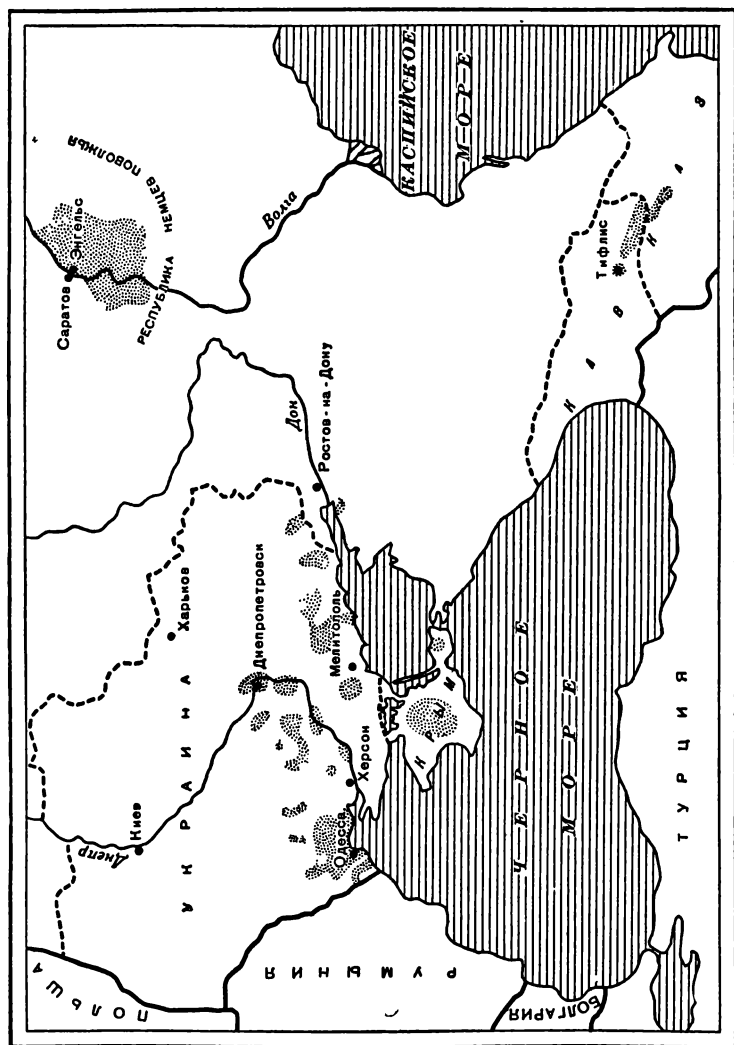 ПОЛЬША
Днепр
Киев
УКРАИНА
Харьков
Днепропетровск
Дон
Саратов
Энгельс
РЕСПУБЛИКА НЕМЦЕВ ПОВОЛЖЬЯ
Волга
РУМЫНИЯ
Одесса
Херсон
Мелитополь
Ростов-на-Дону
КРЫМ
КАСПИЙСКОЕ
МОРЕ
БОЛГАРИЯ
ЧЕРНОЕ
МОРЕ
КАВКАЗ
Тифлис
ТУРЦИЯ